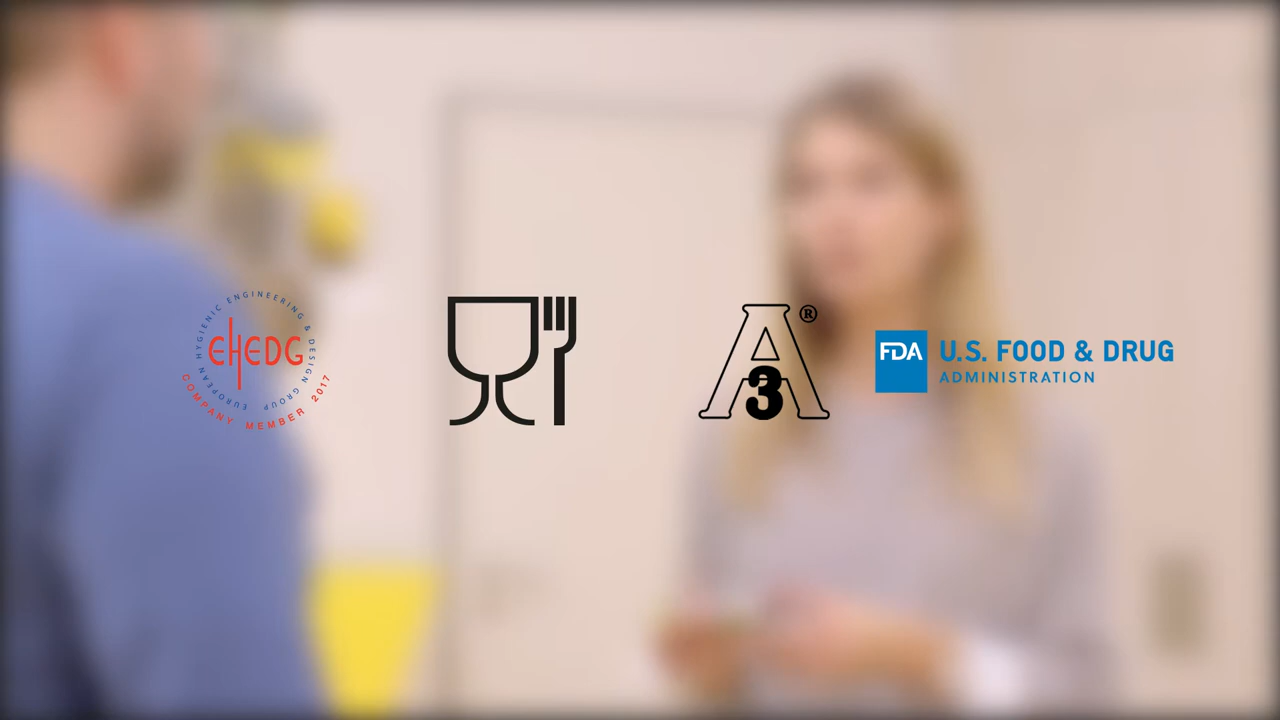 EUROPEAN HYGIENIC ENGINEERING & DESIGN GROUP
EHEDG
COMPANY MEMBER 2017
A
3
®
FDA
U.S. FOOD & DRUG
ADMINISTRATION